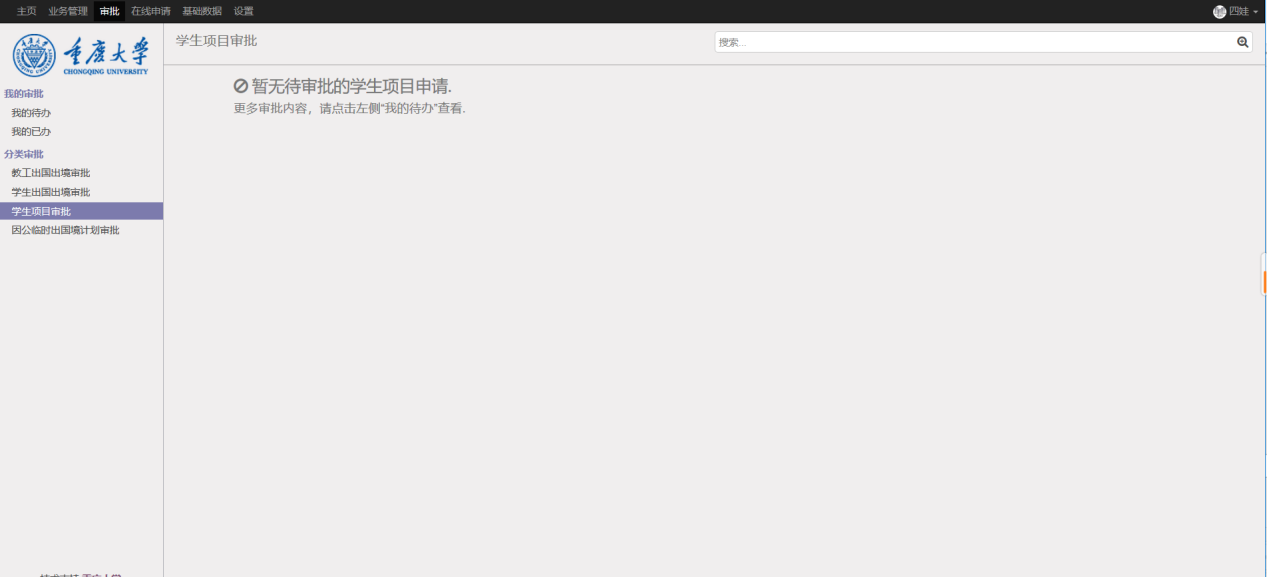 主页 业务管理 审批 在线申请 基础数据 设置 四娃
重庆大学
CHONGQING UNIVERSITY
学生项目审批
搜索...
我的审批
我的待办
我的已办
分类审批
教工出国出境审批
学生出国出境审批
学生项目审批
因公临时出国境计划审批
暂无待审批的学生项目申请.
更多审批内容，请点击左侧“我的待办”查看.